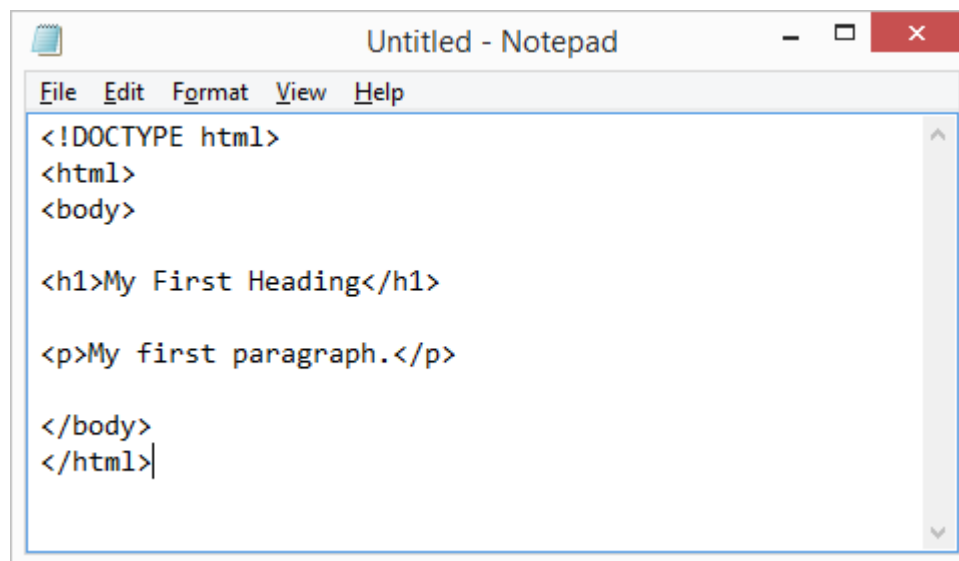 Untitled - Notepad
File Edit Format View Help
<!DOCTYPE html>
<html>
<body>
<h1>My First Heading</h1>
<p>My first paragraph.</p>
</body>
</html>